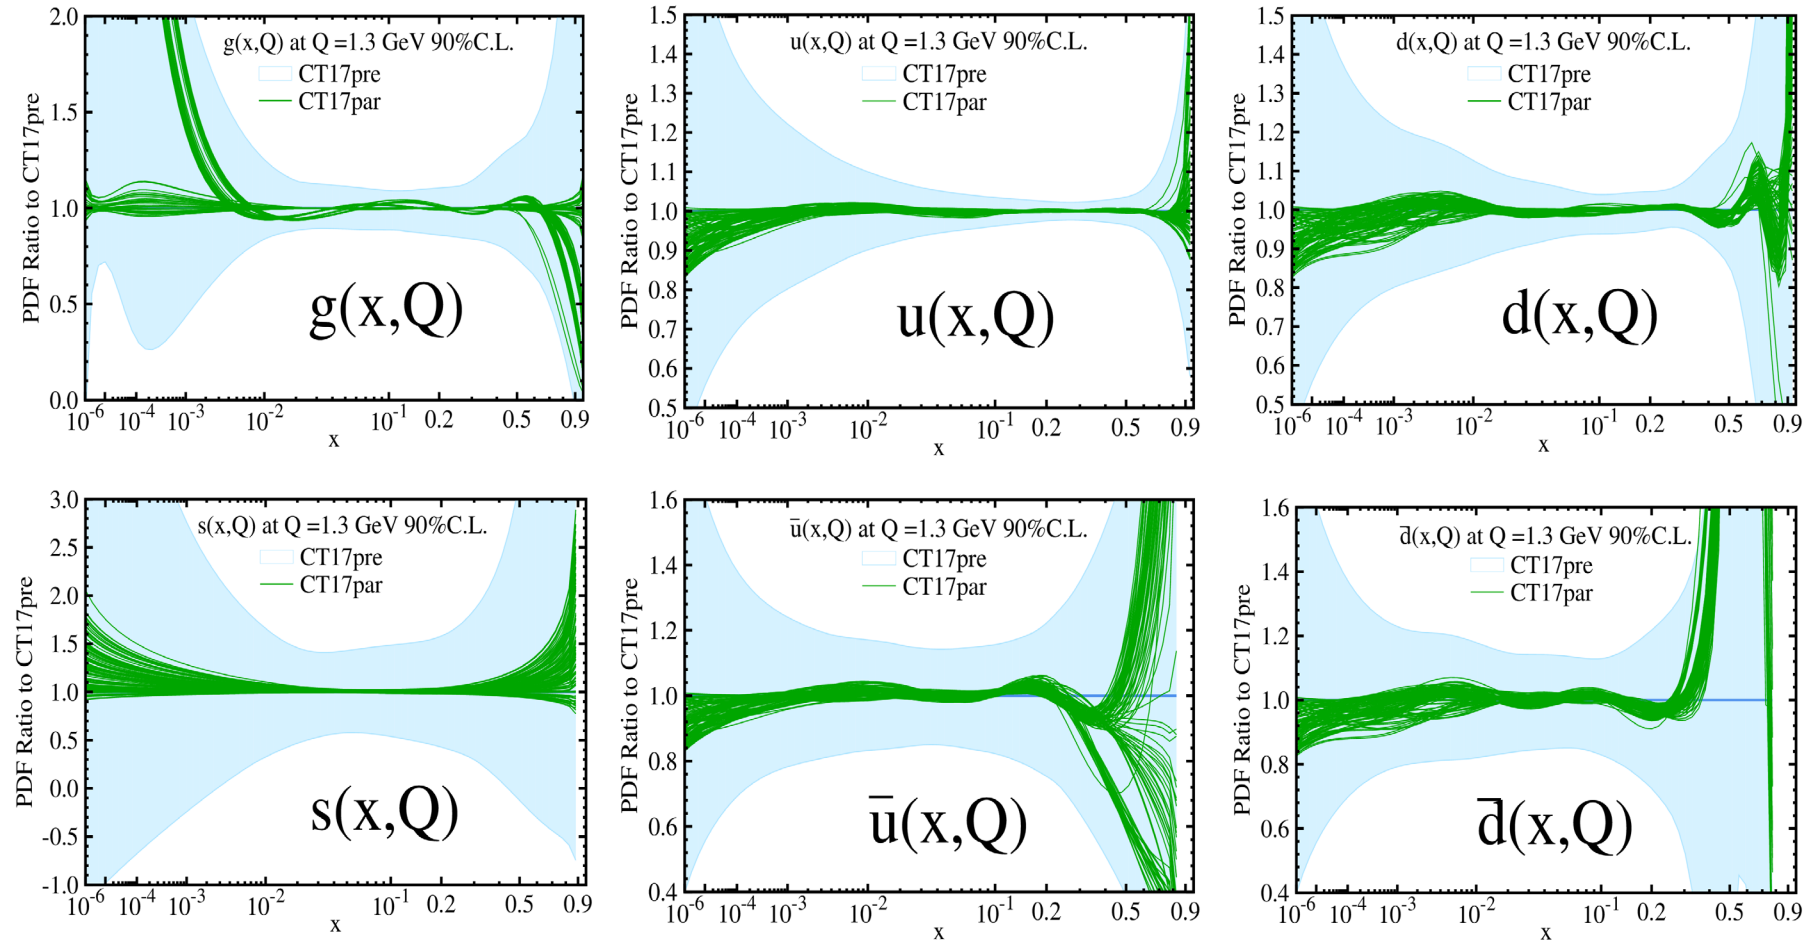 g(x,Q) at Q =1.3 GeV 90%C.L.
CT17pre
CT17par
PDF Ratio to CT17pre
2.0
1.5
1.0
0.5
0.0
g(x,Q)
10-6 10-4 10-3 10-2 10-1 0.2 0.5 0.9
x
u(x,Q) at Q =1.3 GeV 90%C.L.
CT17pre
CT17par
PDF Ratio to CT17pre
1.5
1.4
1.3
1.2
1.1
1.0
0.9
0.8
0.7
0.6
0.5
u(x,Q)
10-6 10-4 10-3 10-2 10-1 0.2 0.5 0.9
x
d(x,Q) at Q =1.3 GeV 90%C.L.
CT17pre
CT17par
PDF Ratio to CT17pre
1.5
1.4
1.3
1.2
1.1
1.0
0.9
0.8
0.7
0.6
0.5
d(x,Q)
10-6 10-4 10-3 10-2 10-1 0.2 0.5 0.9
x
s(x,Q) at Q =1.3 GeV 90%C.L.
CT17pre
CT17par
PDF Ratio to CT17pre
3.0
2.5
2.0
1.5
1.0
0.5
0.0
-0.5
-1.0
s(x,Q)
10-6 10-4 10-3 10-2 10-1 0.2 0.5 0.9
x
u̅(x,Q) at Q =1.3 GeV 90%C.L.
CT17pre
CT17par
PDF Ratio to CT17pre
1.6
1.4
1.2
1.0
0.8
0.6
0.4
u̅(x,Q)
10-6 10-4 10-3 10-2 10-1 0.2 0.5 0.9
x
d̅(x,Q) at Q =1.3 GeV 90%C.L.
CT17pre
CT17par
PDF Ratio to CT17pre
1.6
1.4
1.2
1.0
0.8
0.6
0.4
d̅(x,Q)
10-6 10-4 10-3 10-2 10-1 0.2 0.5 0.9
x